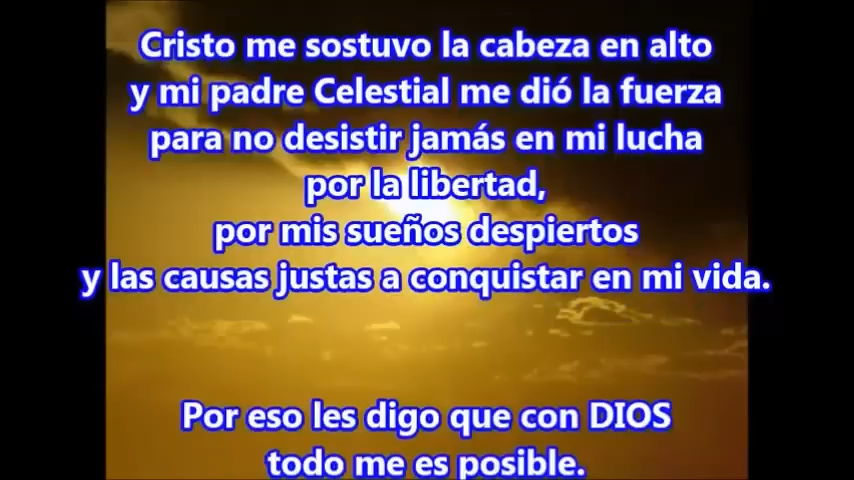 Cristo me sostuvo la cabeza en alto
y mi padre Celestial me dió la fuerza
para no desistir jamás en mi lucha
por la libertad,
por mis sueños despiertos
y las causas justas a conquistar en mi vida.
Por eso les digo que con DIOS
todo me es posible.